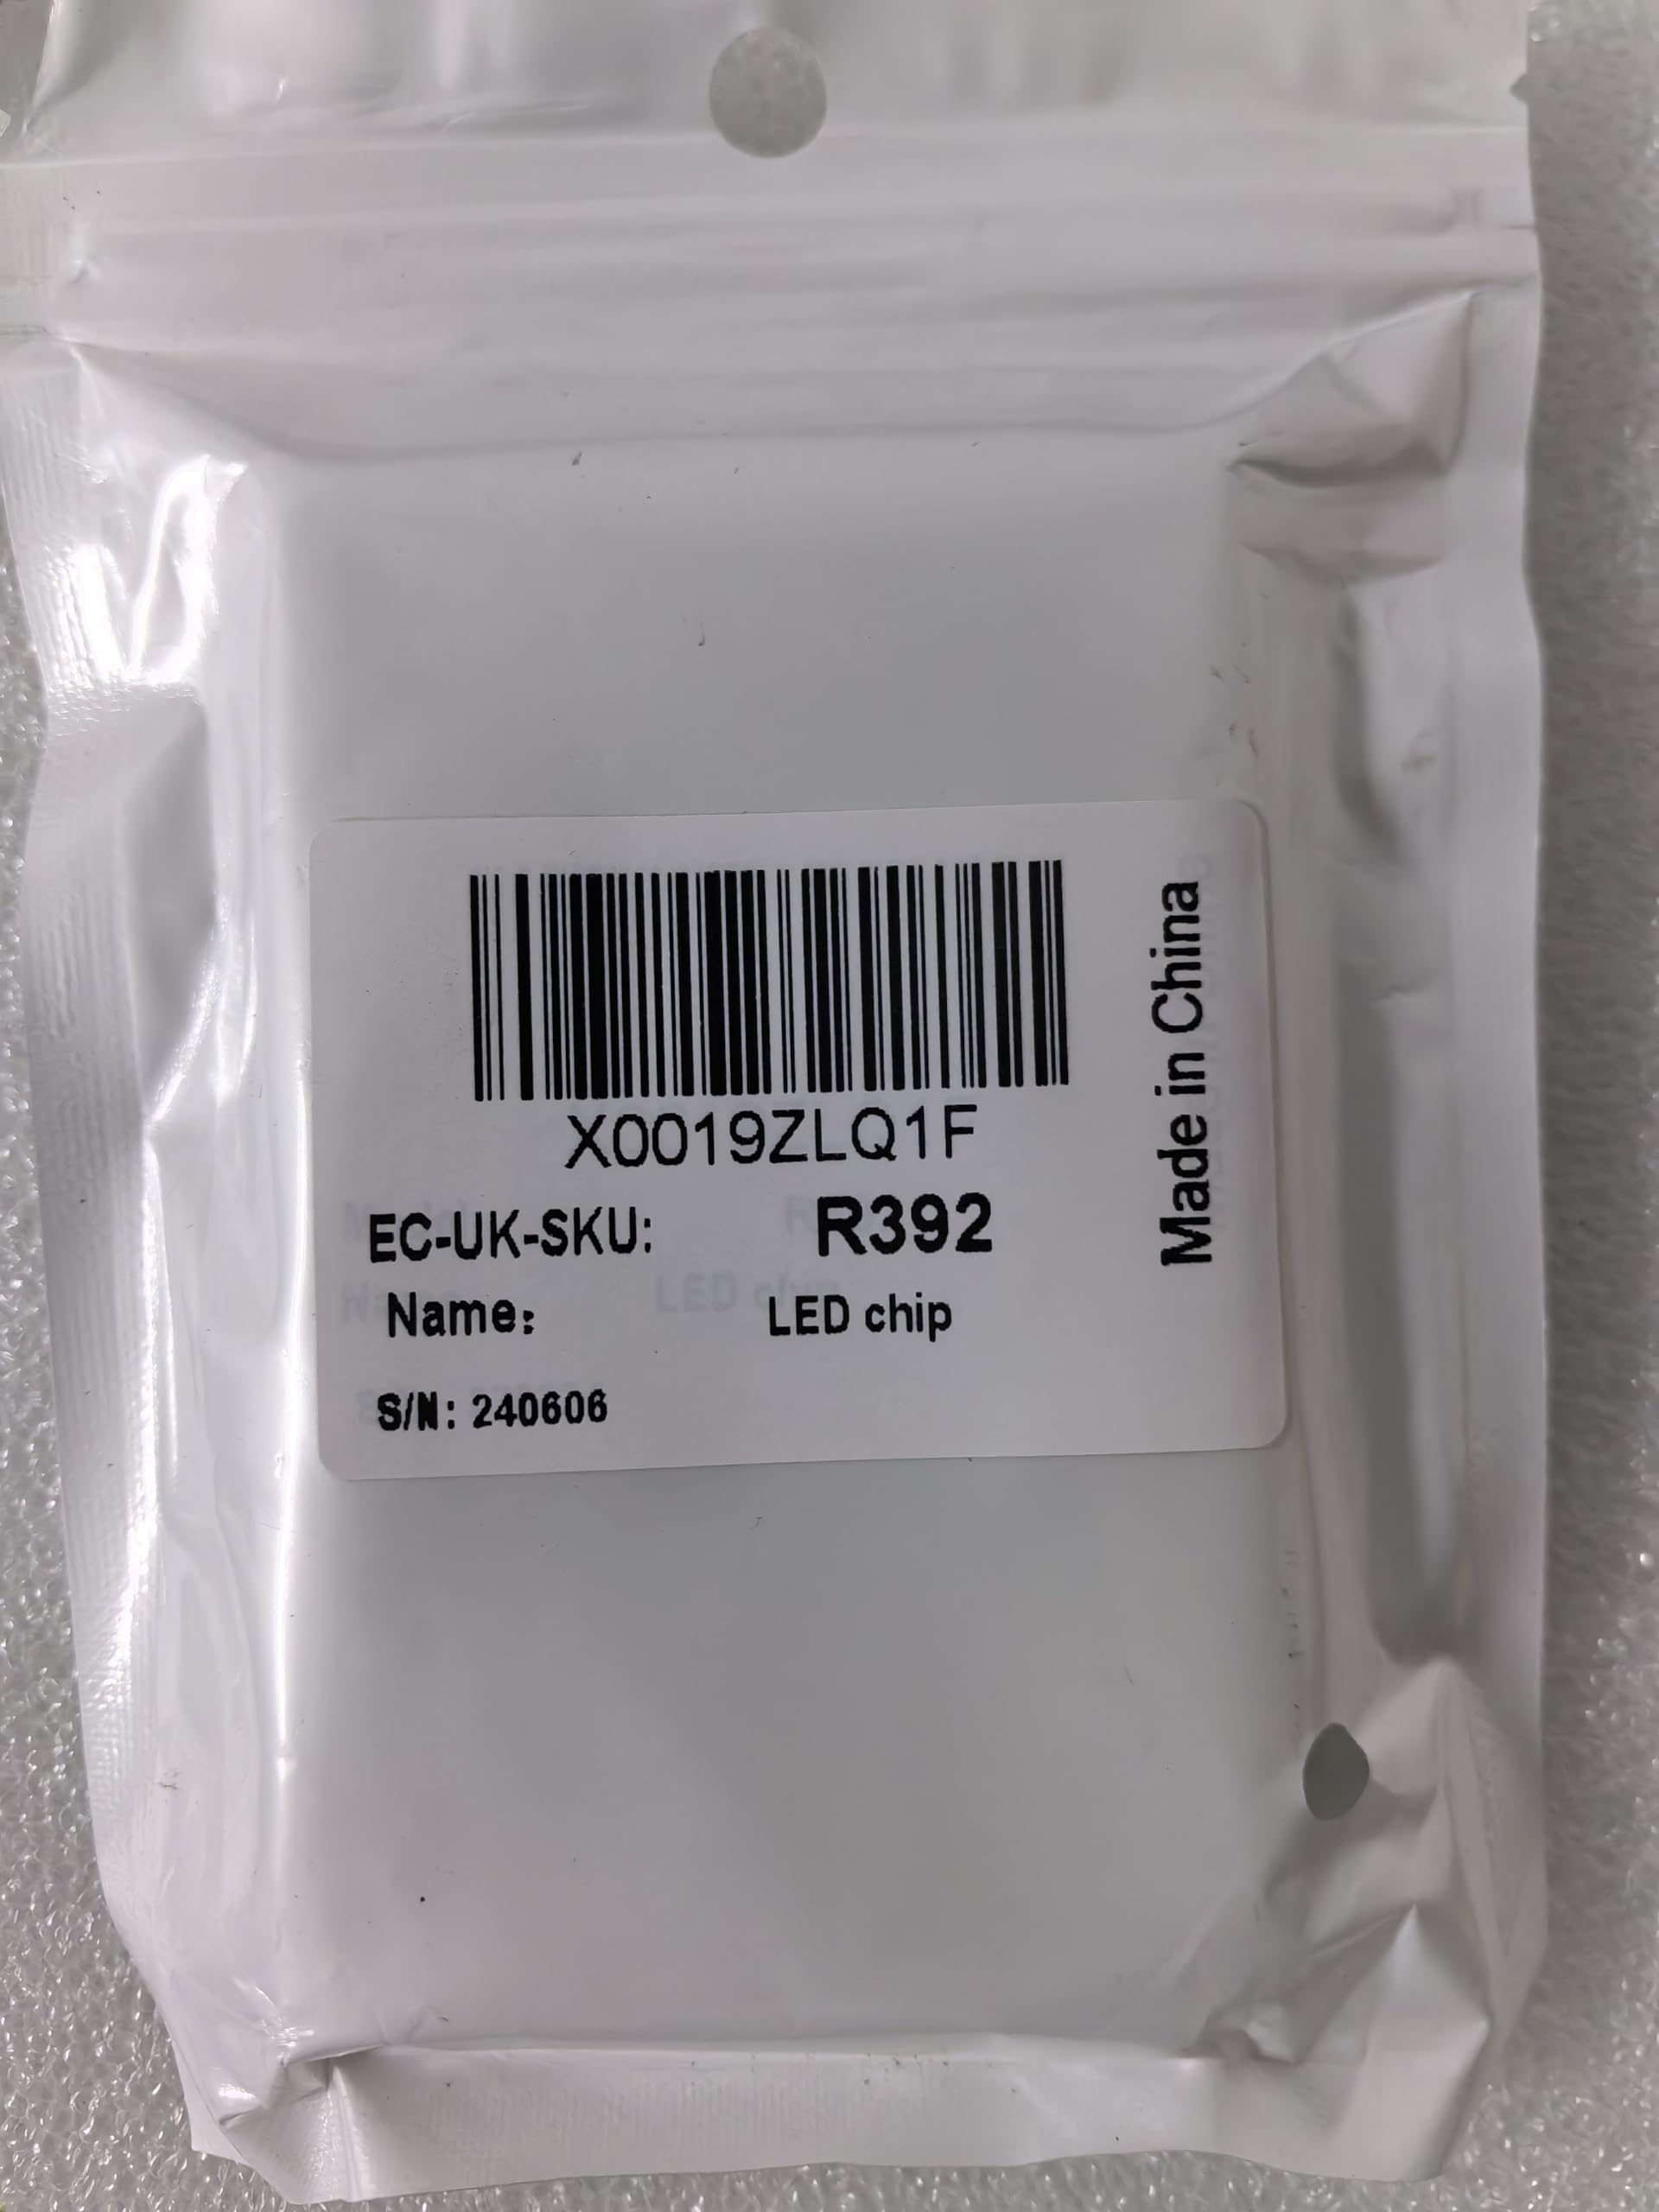 X0019ZLQ1F
EC-UK-SKU: R392
Name: LED chip
S/N: 240606
Made in China